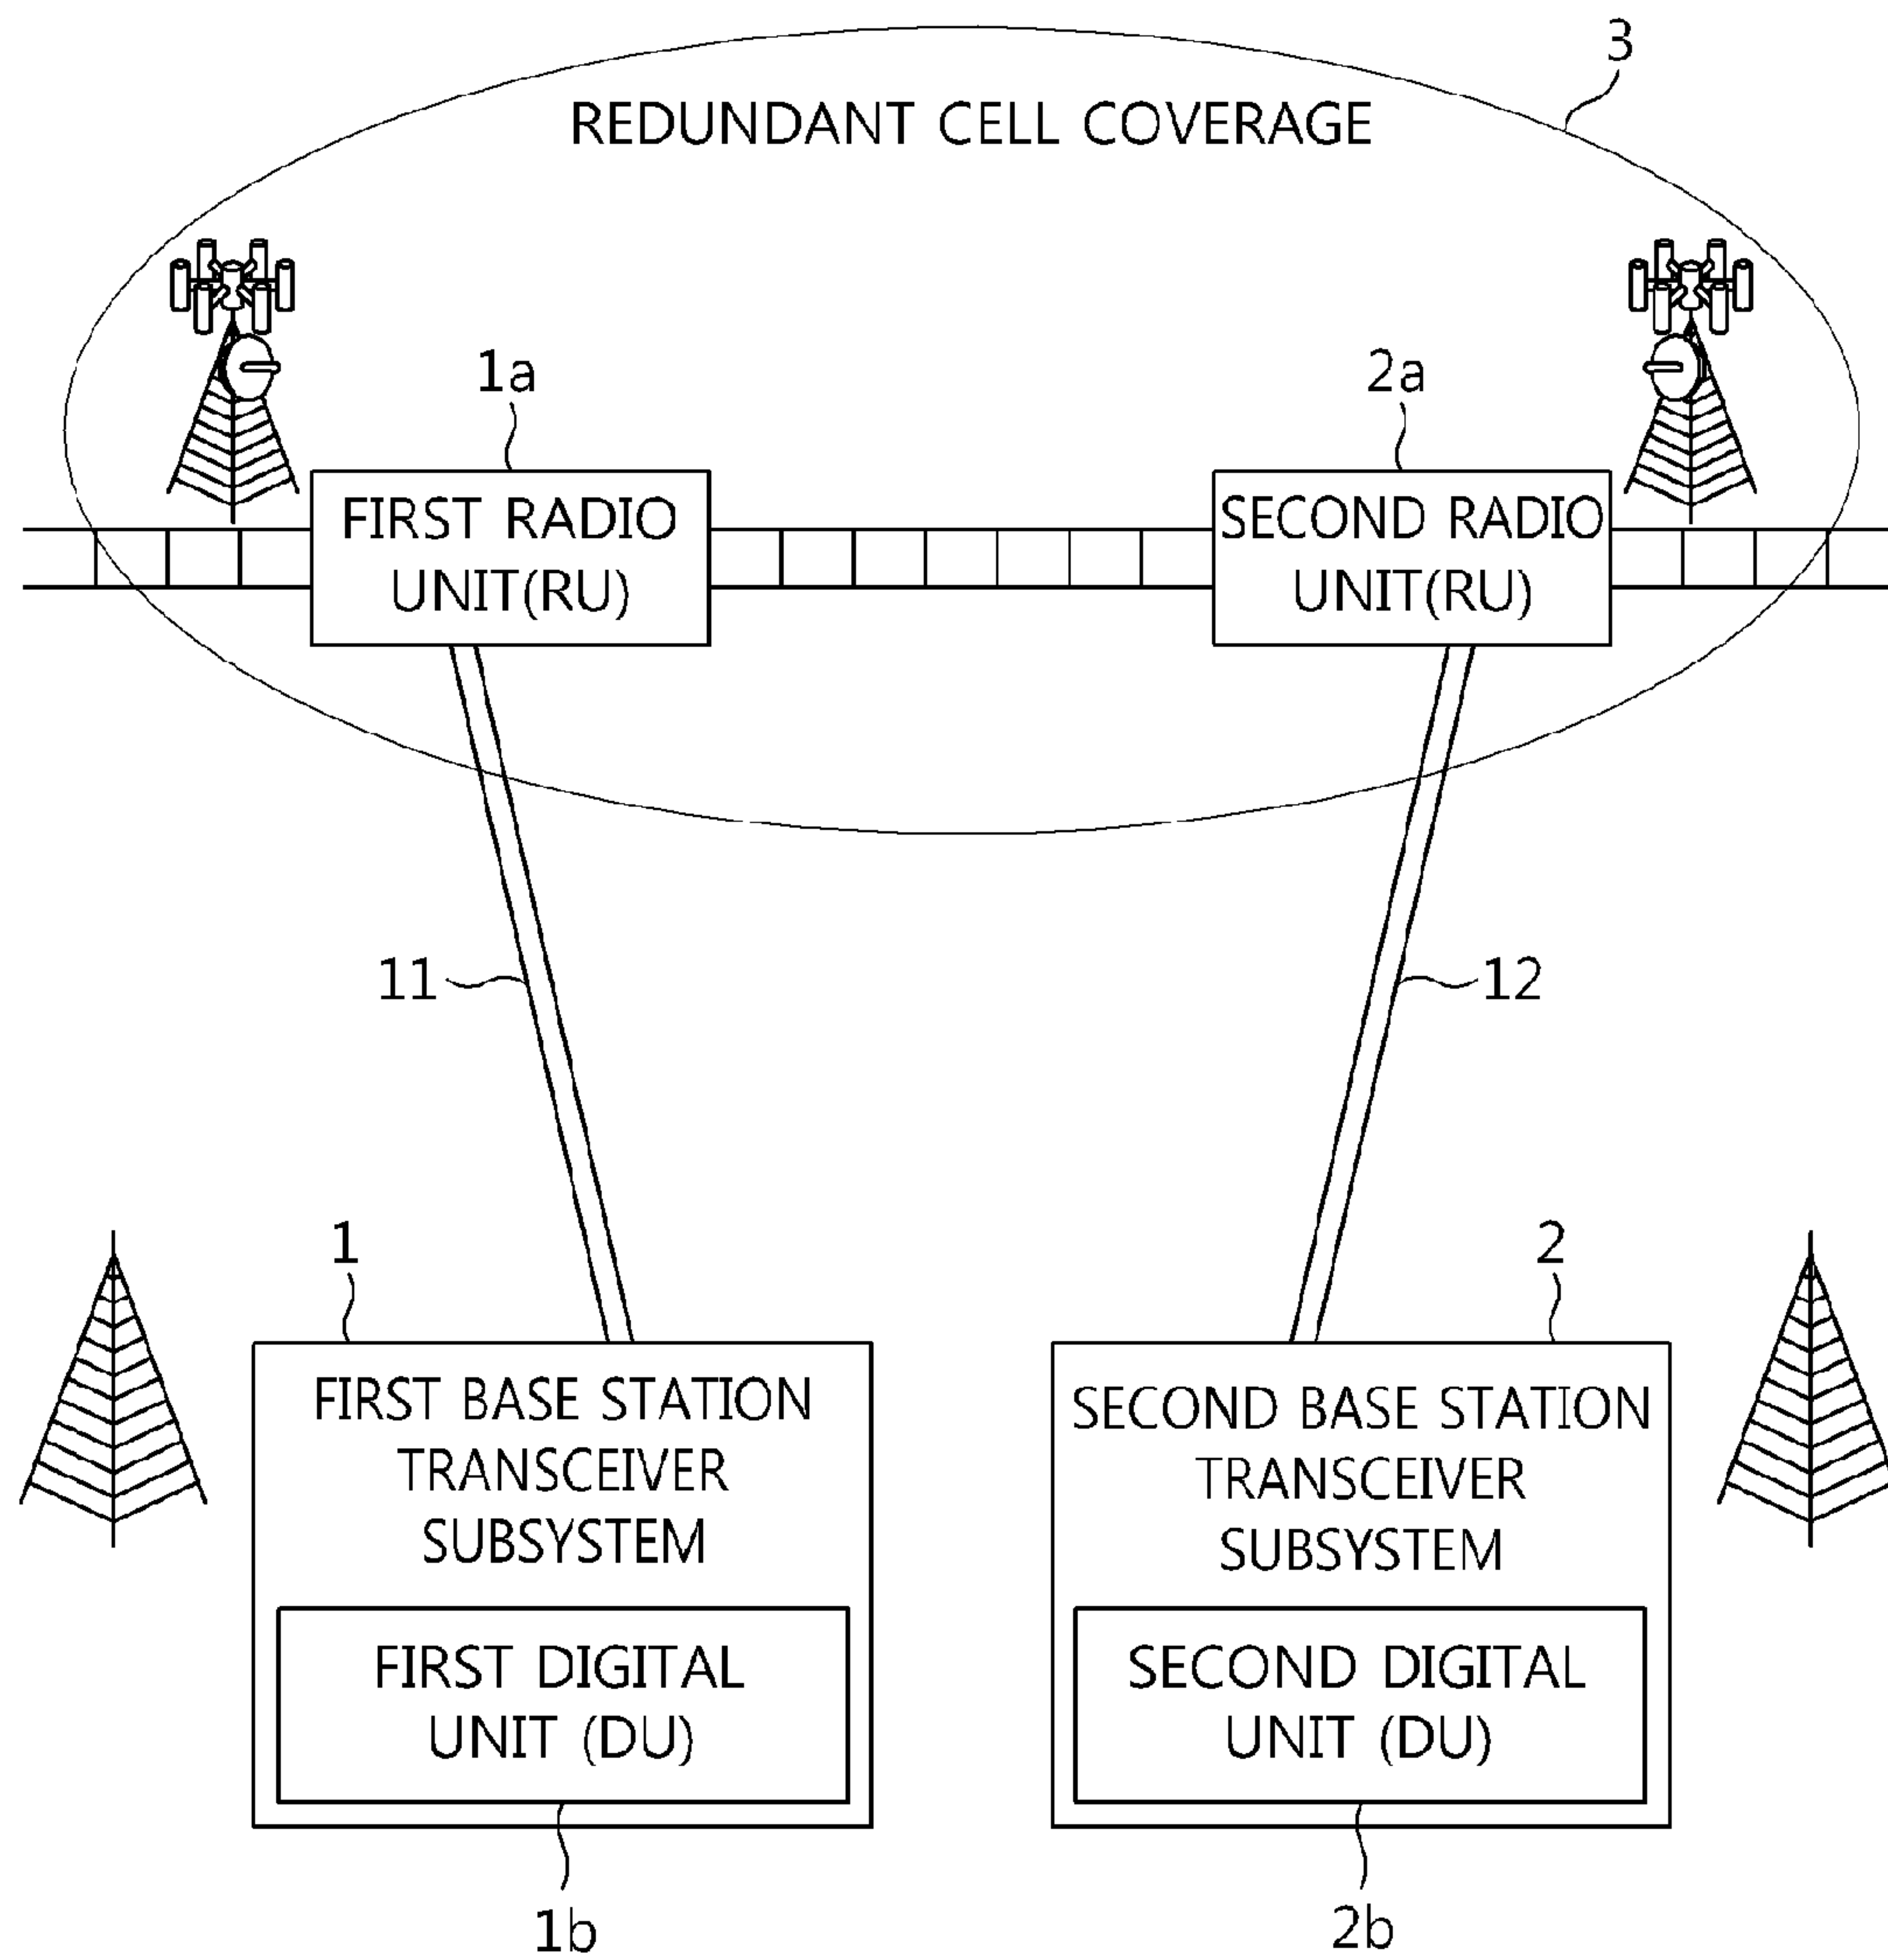 3
REDUNDANT CELL COVERAGE
1a
2a
FIRST RADIO
UNIT(RU)
SECOND RADIO
UNIT(RU)
11
12
1
2
FIRST BASE STATION
TRANSCEIVER
SUBSYSTEM
SECOND BASE STATION
TRANSCEIVER
SUBSYSTEM
FIRST DIGITAL
UNIT (DU)
SECOND DIGITAL
UNIT (DU)
1b
2b